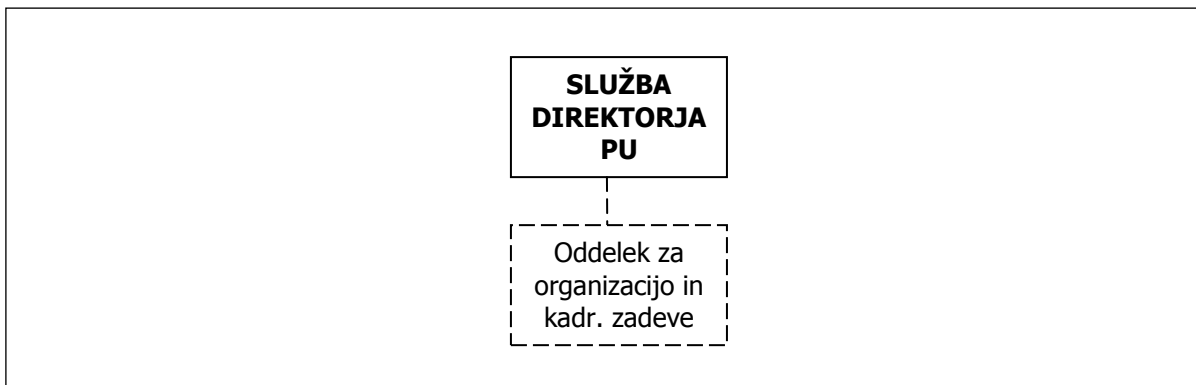 SLUŽBA
DIREKTORJA
PU
Oddelek za
organizacijo in
kadr. zadeve